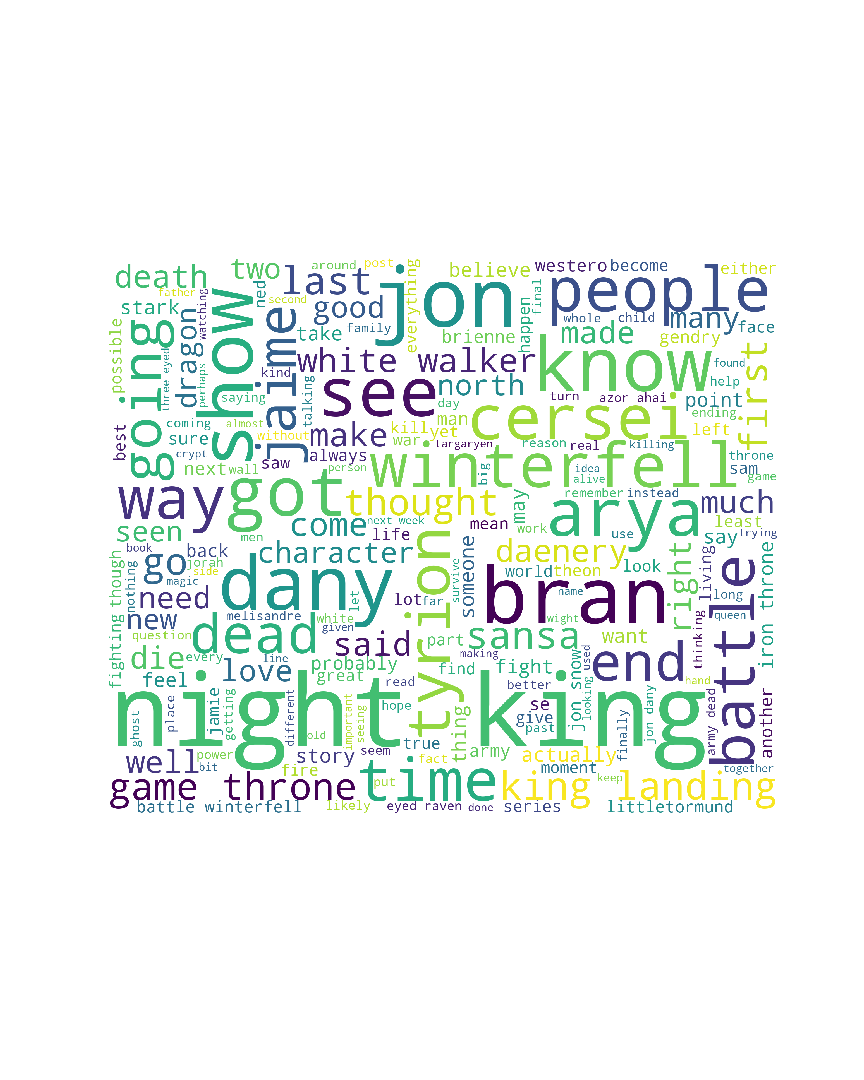 death
two
around
post
believe
westero
become
either
father
watching
ned
second
last
jon
everything
happen
final
people
stark
possible
going
dragon
show
jaime
good
family
take
brienne
whole
child
made
many
face
gendry
three eyed
perhaps
kind
talking
white walker
see
north
know
found
first
help
saying
day
turn
azor ahai
point
ending
coming
almost
without
make
kill
man
cersei
left
best
sure
crypt
war
yet
targaryen
reason
real
killing
throne
next
wall
saw
always
person
winterfell
big
idea
alive
sam
game
way
got
thought
may
remember
instead
much
arya
seen
men
come
next week
life
mean
work
least
use
say
trying
book
back
character
someone
daenery
right
living
nothing
go
jorah
side
magic
dany
tyrion
world
theon
look
need
lot
far
survive
bran
name
long
battle
iron throne
new
melisandre
white
let
given
wight
queen
fighting though
question
dead
said
part
sansa
want
thinking
die
every
line
probably
making
end
feel
love
great
find
fight
used
hand
night king
read
better
jon snow
looking
jon dany
ghost
place
jamie
getting
different
old
important
seeing
hope
se
give
past
finally
army dead
another
true
thing
well
power
bit
story
seem
fact
army
actually
moment
together
fire
game throne
put
time
king landing
keep
battle winterfell
likely
eyed raven
done
series
littletormund